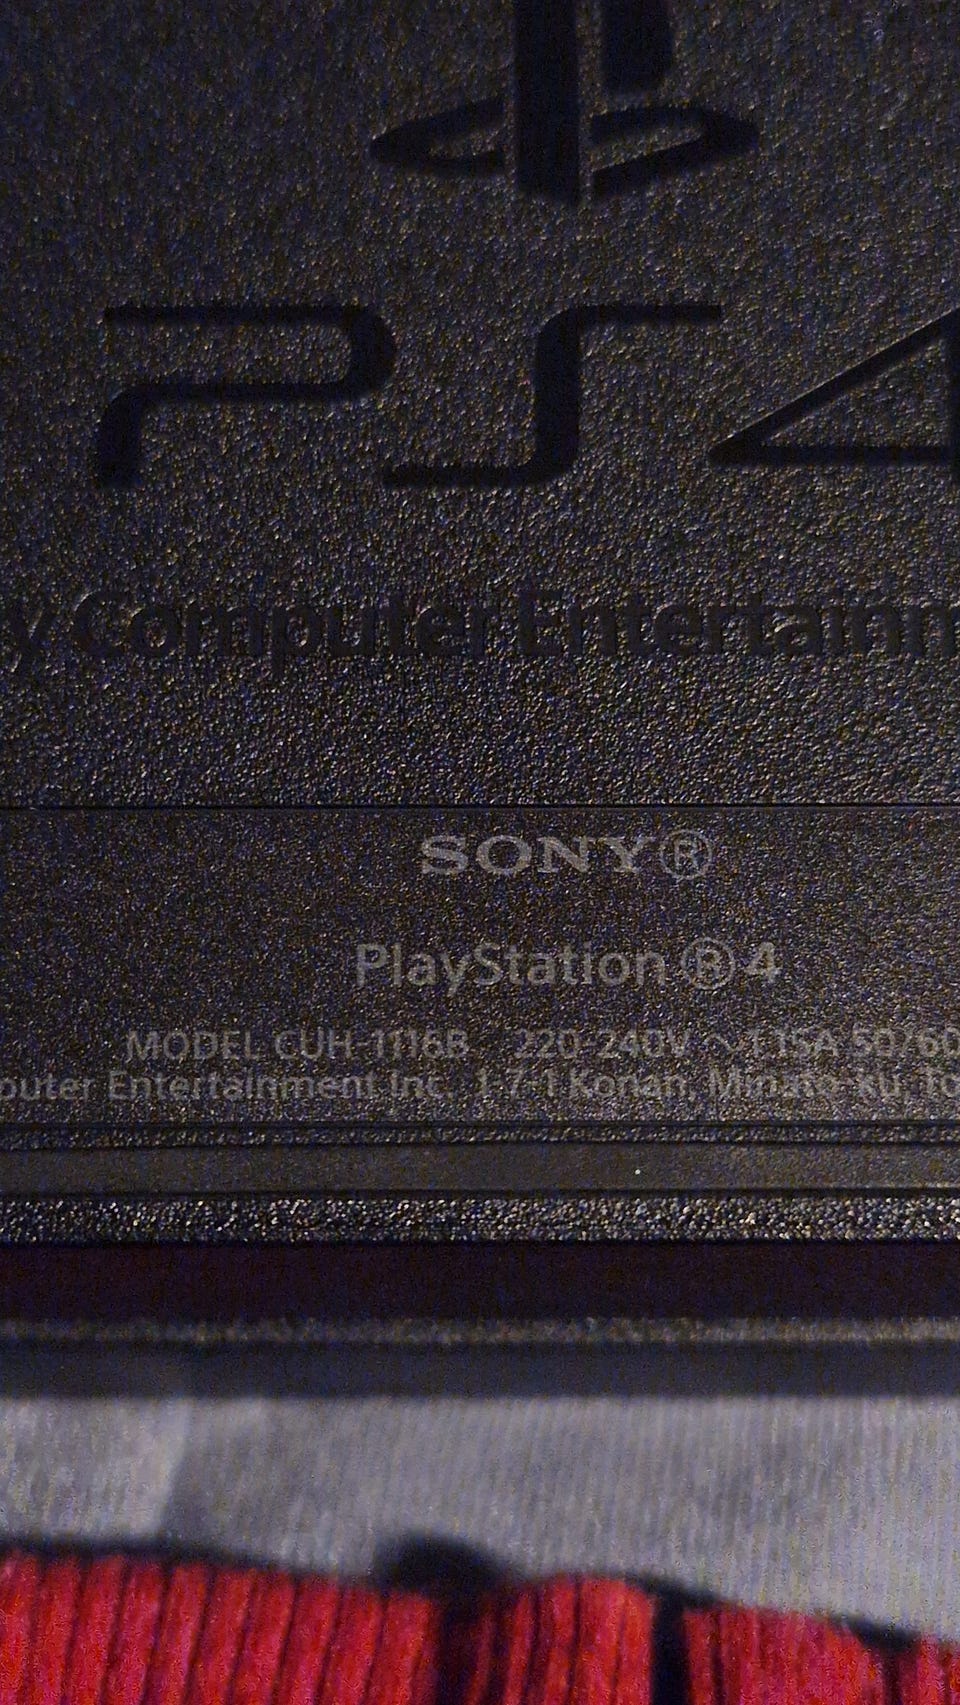 PS4
y Computer Entertainm
SONY®
PlayStation®4
MODEL CUH-1116B 220-240V ~ 1.15A 50/60
outer Entertainment Inc. 1-7-1 Konan, Minato-ku, To